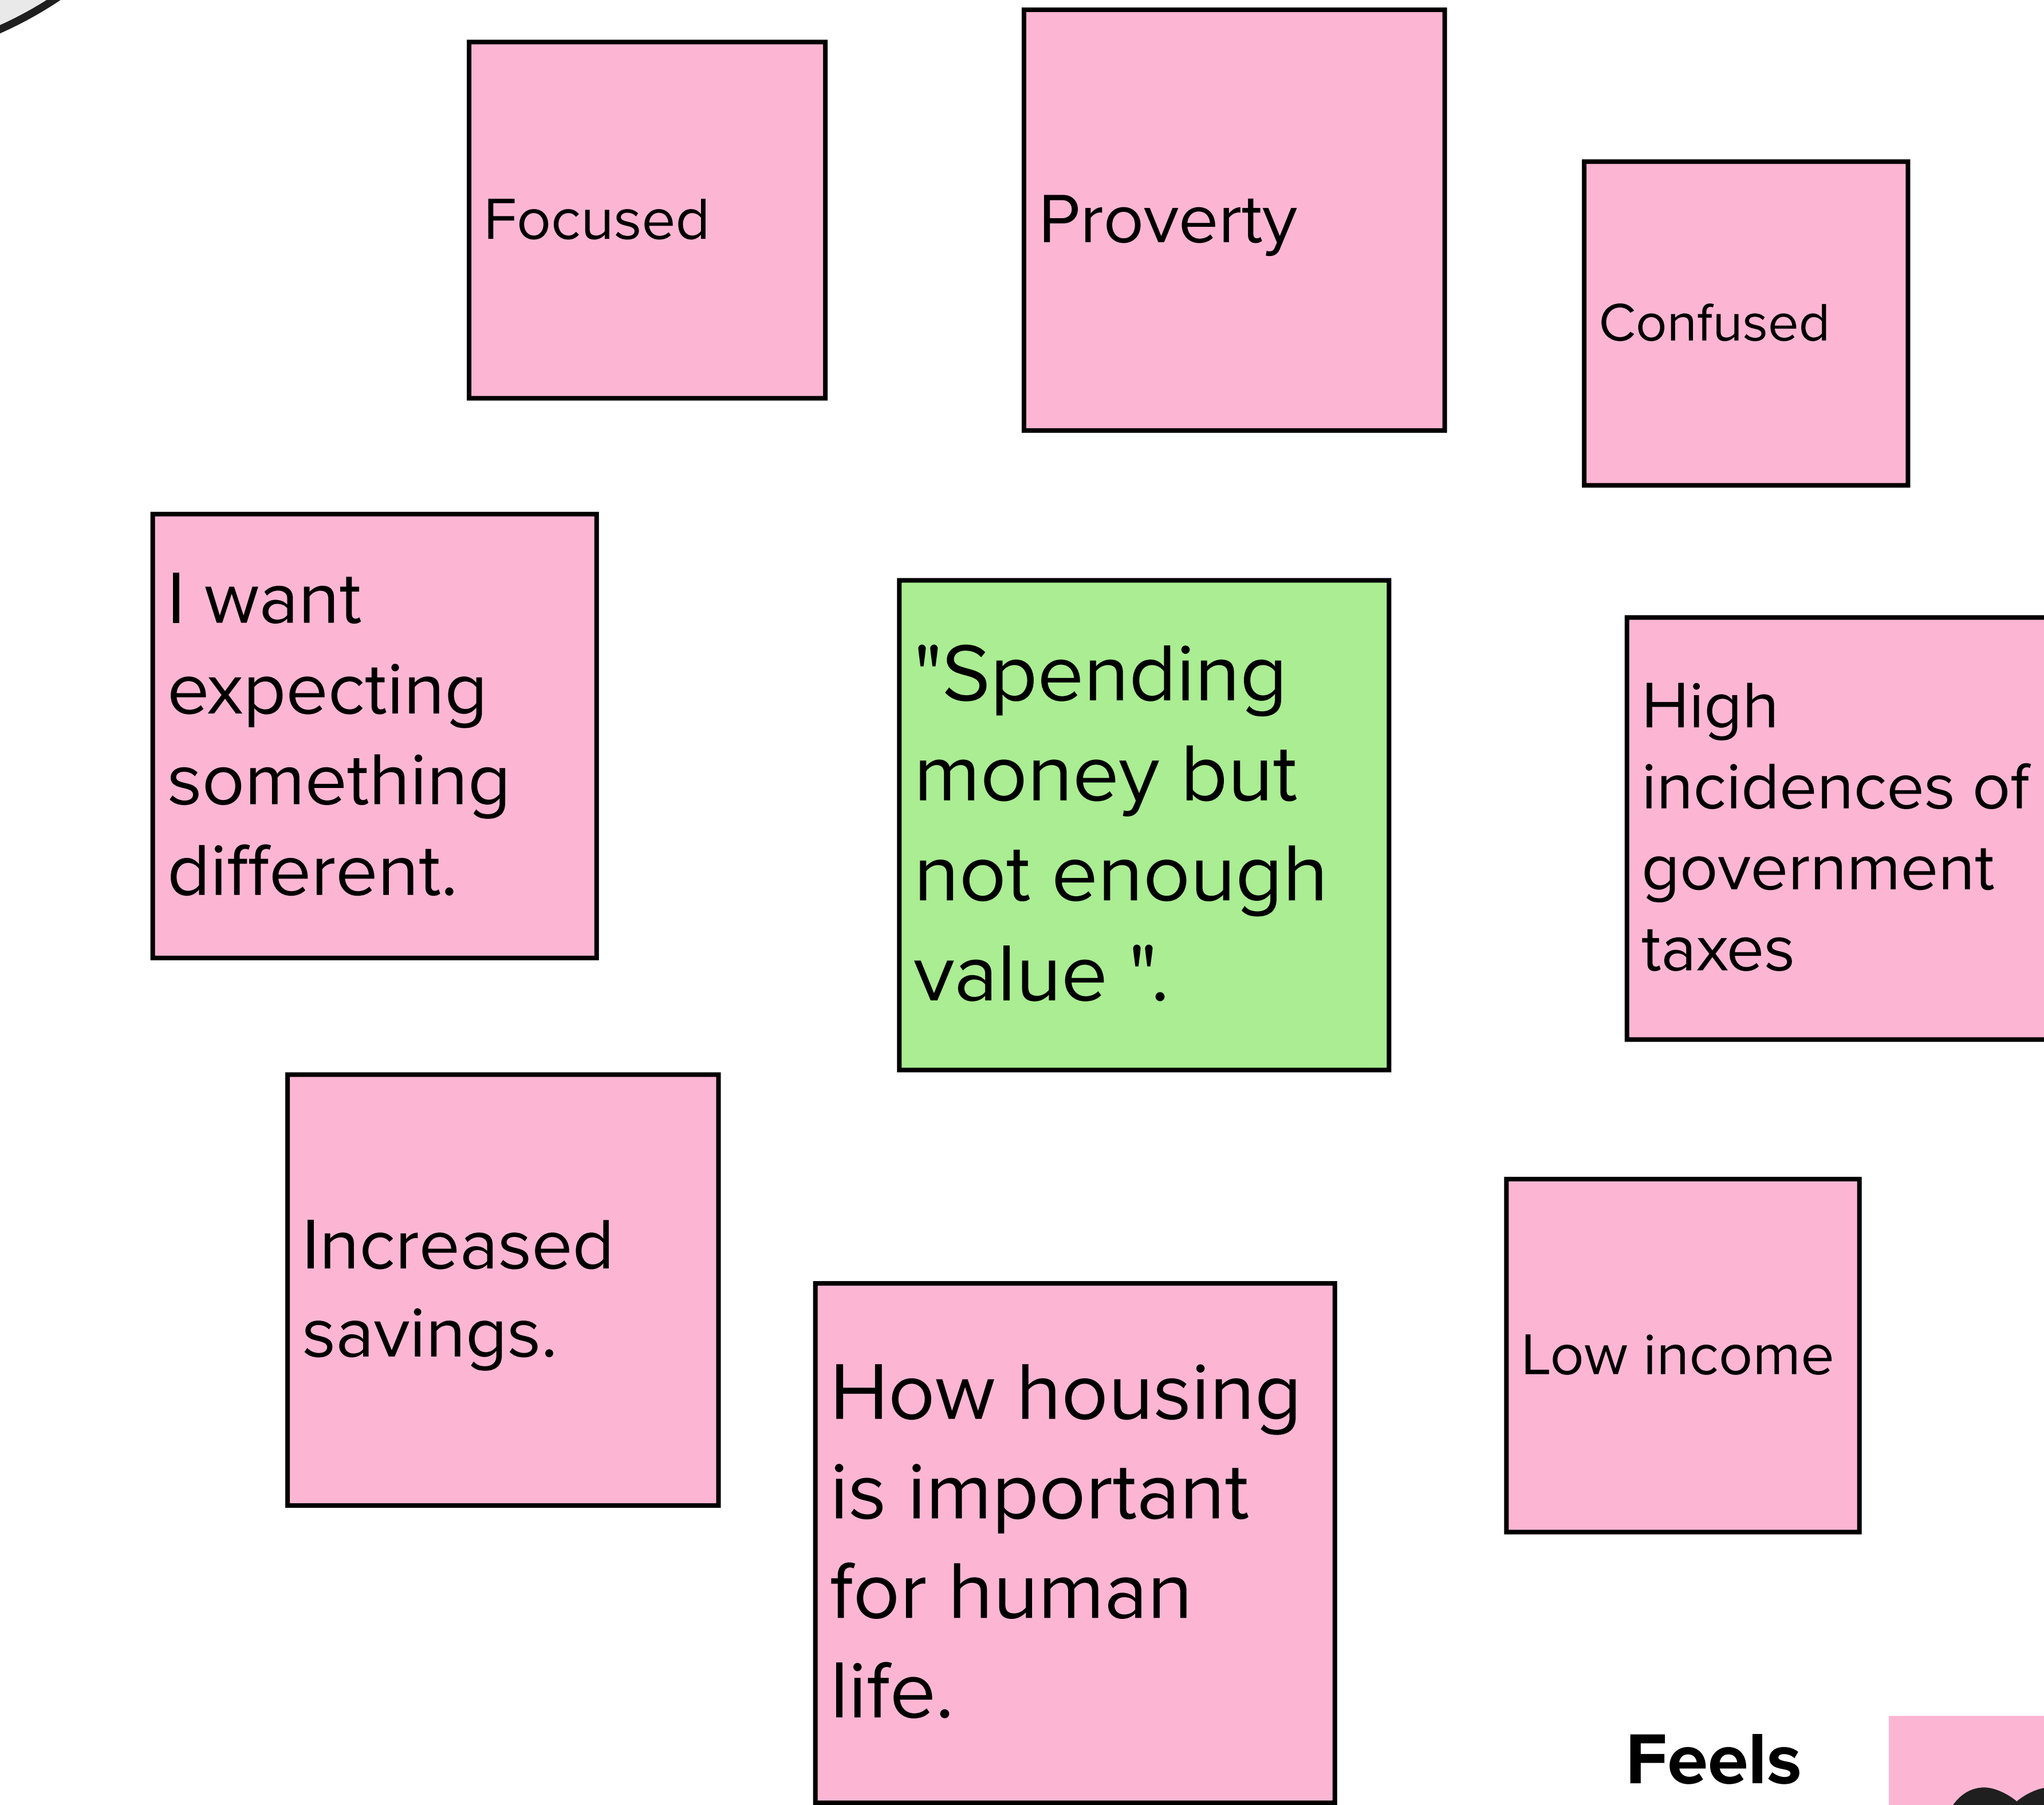 Focused
Proverty
Confused
I want
expecting
something
different.
"Spending
money but
not enough
value ".
High
incidences of
government
taxes
Increased
savings.
How housing
is important
for human
life.
Low income
Feels